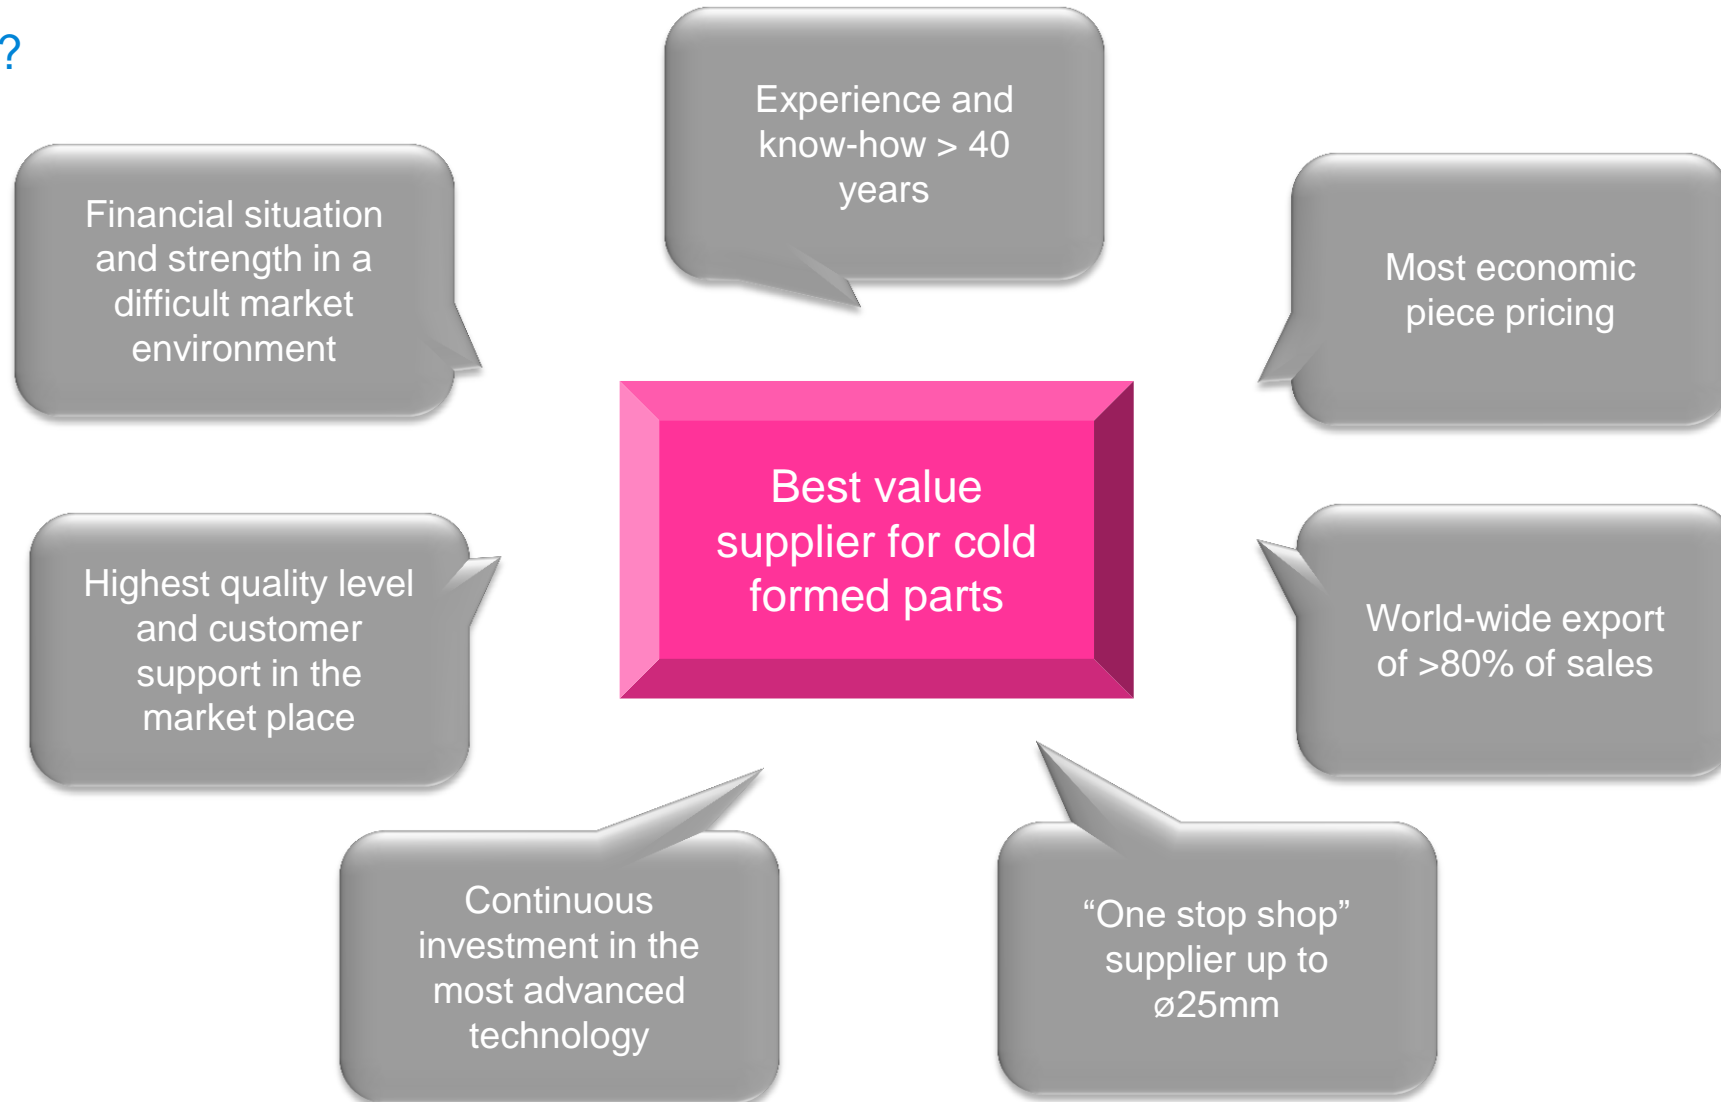 ?
Experience and
know-how > 40
years
Financial situation
and strength in a
difficult market
environment
Most economic
piece pricing
Best value
supplier for cold
formed parts
Highest quality level
and customer
support in the
market place
World-wide export
of >80% of sales
Continuous
investment in the
most advanced
technology
“One stop shop”
supplier up to
ø25mm